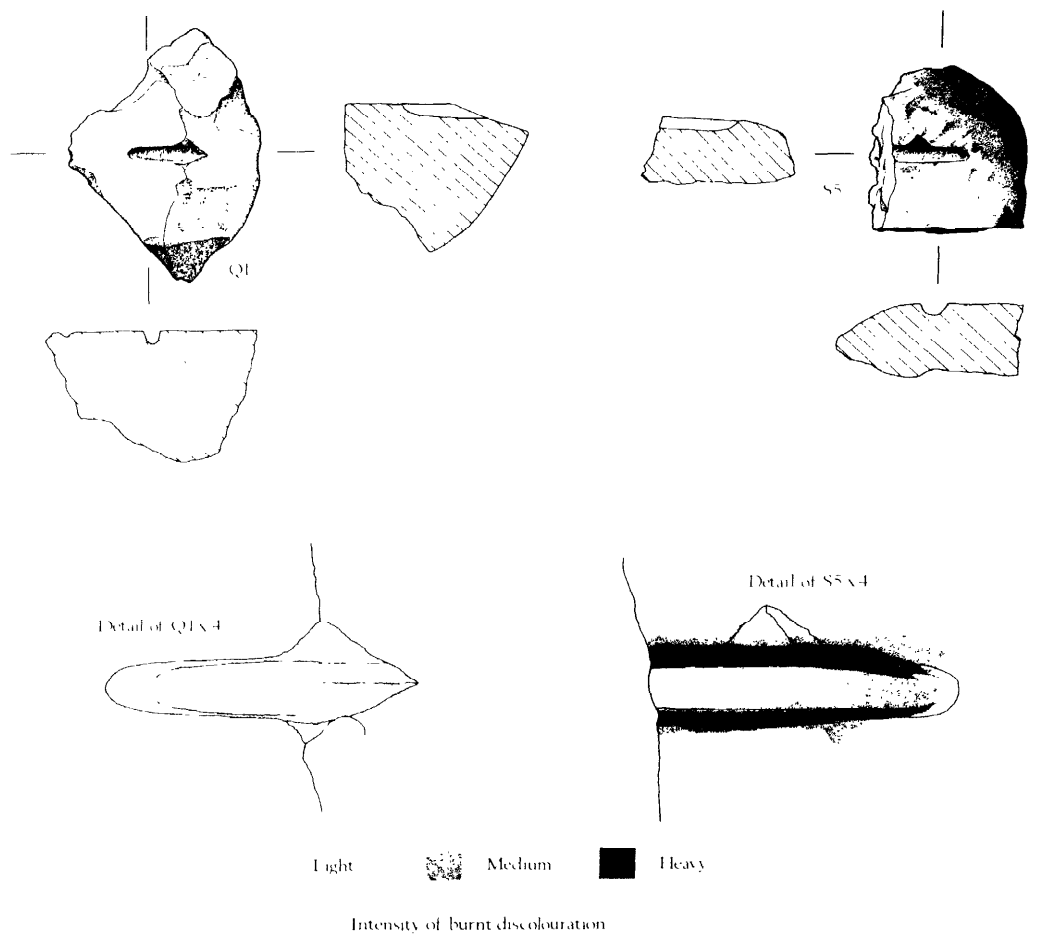 Q1
S5
Detail of Q1 x 4
Detail of S5 x 4
Light Medium Heavy
Intensity of burnt discolouration